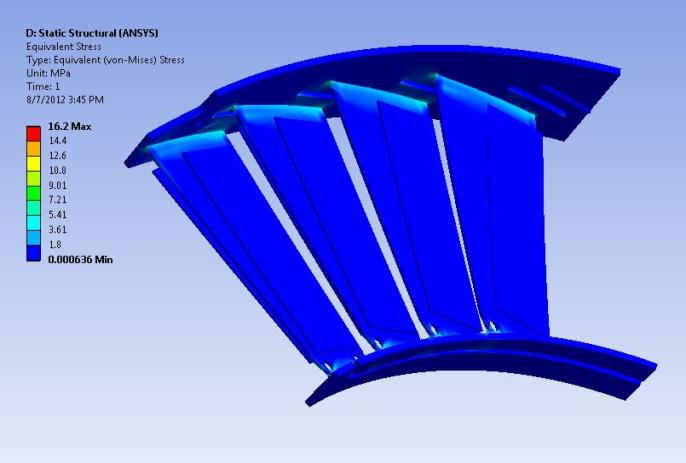 D: Static Structural (ANSYS)
Equivalent Stress
Type: Equivalent (von-Mises) Stress
Unit: MPa
Time: 1
8/7/2012 3:45 PM
16.2 Max
14.4
12.6
10.8
9.01
7.21
5.41
3.61
1.8
0.000636 Min